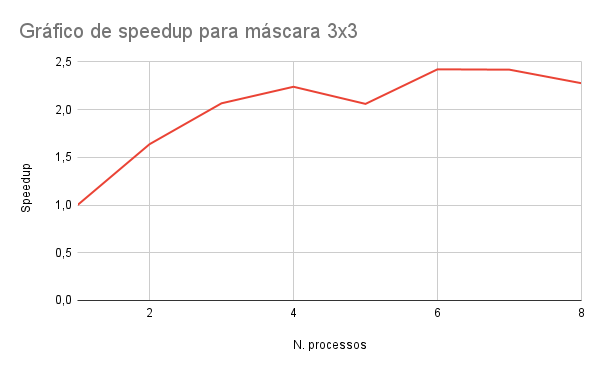 Gráfico de speedup para máscara 3x3
2,5
2,0
1,5
1,0
0,5
0,0
Speedup
2 4 6 8
N. processos